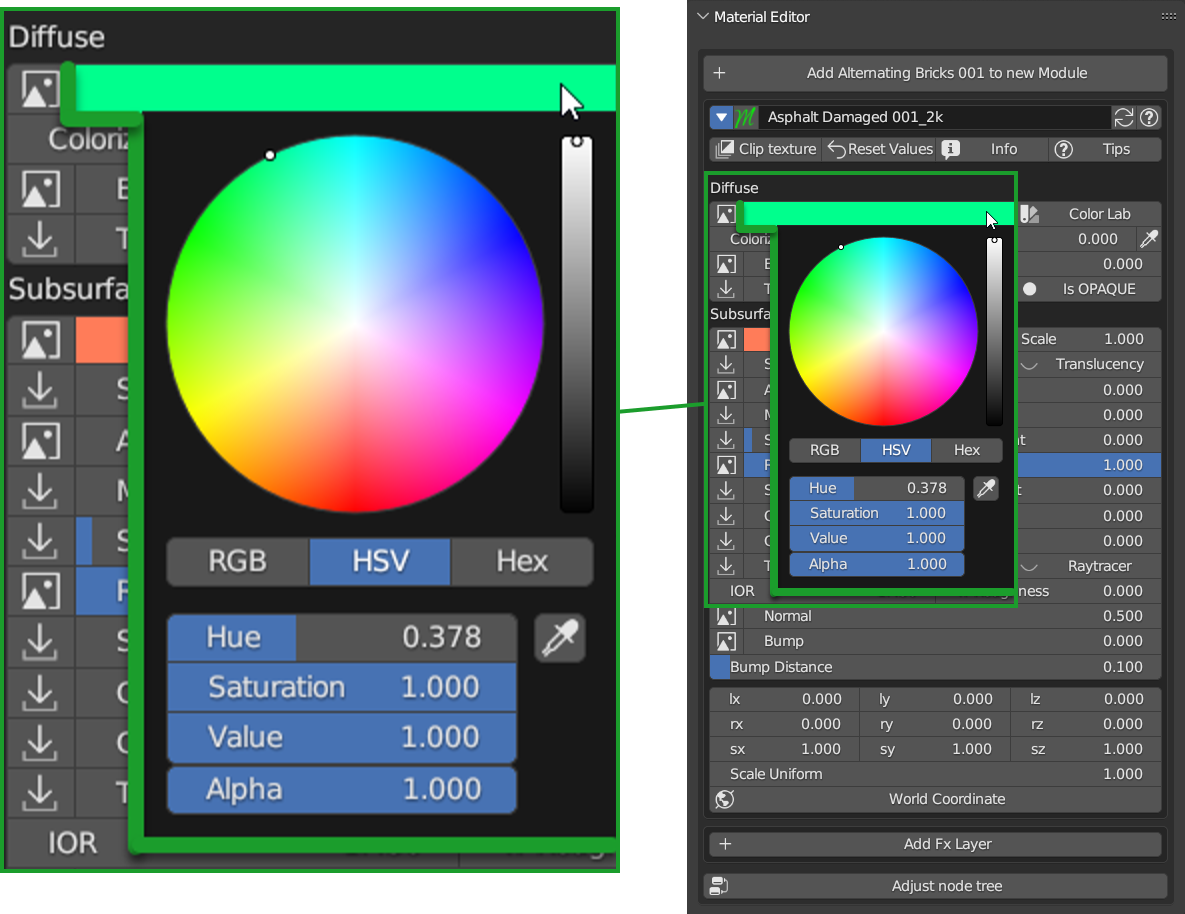 Diffuse
Coloriz
Subsurfa
RGB HSV Hex
Hue 0.378
Saturation 1.000
Value 1.000
Alpha 1.000
IOR
Material Editor
Add Alternating Bricks 001 to new Module
Asphalt Damaged 001_2k
Clip texture Reset Values Info Tips
Diffuse
Color Lab
Coloriz 0.000
0.000
Is OPAQUE
Subsurfa
Scale 1.000
Translucency
0.000
0.000
0.000
1.000
0.000
0.000
0.000
Raytracer
RGB HSV Hex
Hue 0.378
Saturation 1.000
Value 1.000
Alpha 1.000
IOR ness 0.000
Normal 0.500
Bump 0.000
Bump Distance 0.100
lx 0.000 ly 0.000 lz 0.000
rx 0.000 ry 0.000 rz 0.000
sx 1.000 sy 1.000 sz 1.000
Scale Uniform 1.000
World Coordinate
Add Fx Layer
Adjust node tree